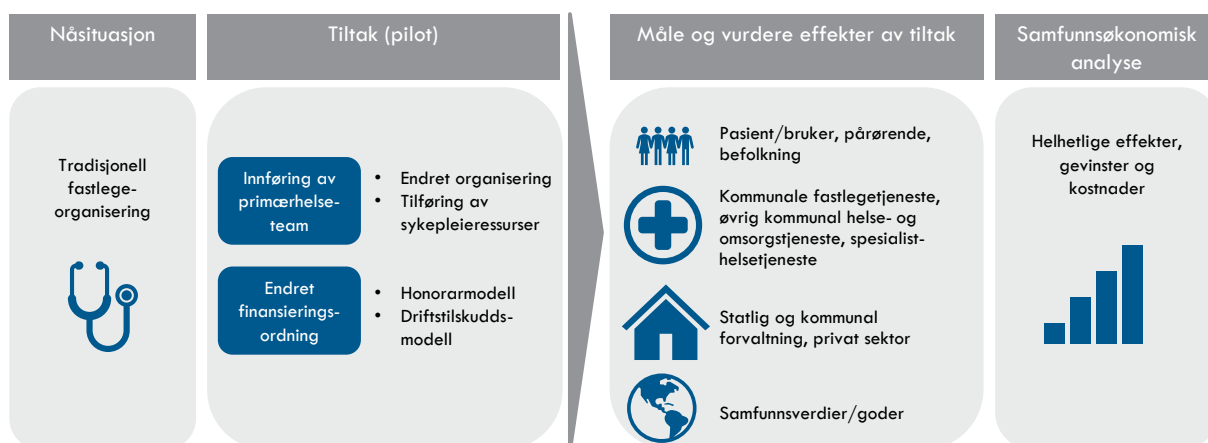 Nåsituasjon
Tiltak (pilot)
Måle og vurdere effekter av tiltak
Samfunnsøkonomisk
analyse
Tradisjonell
fastlege-
organisering
Innføring av
primærhelse-
team
• Endret organisering
• Tilføring av
sykepleieressurser
Endret
finansierings-
ordning
• Honorarmodell
• Driftstilskudds-
modell
Pasient/bruker, pårørende,
befolkning
Kommunale fastlegetjeneste,
øvrig kommunal helse- og
omsorgstjeneste, spesialist-
helsetjeneste
Statlig og kommunal
forvaltning, privat sektor
Samfunnsverdier/goder
Helhetlige effekter,
gevinster og
kostnader